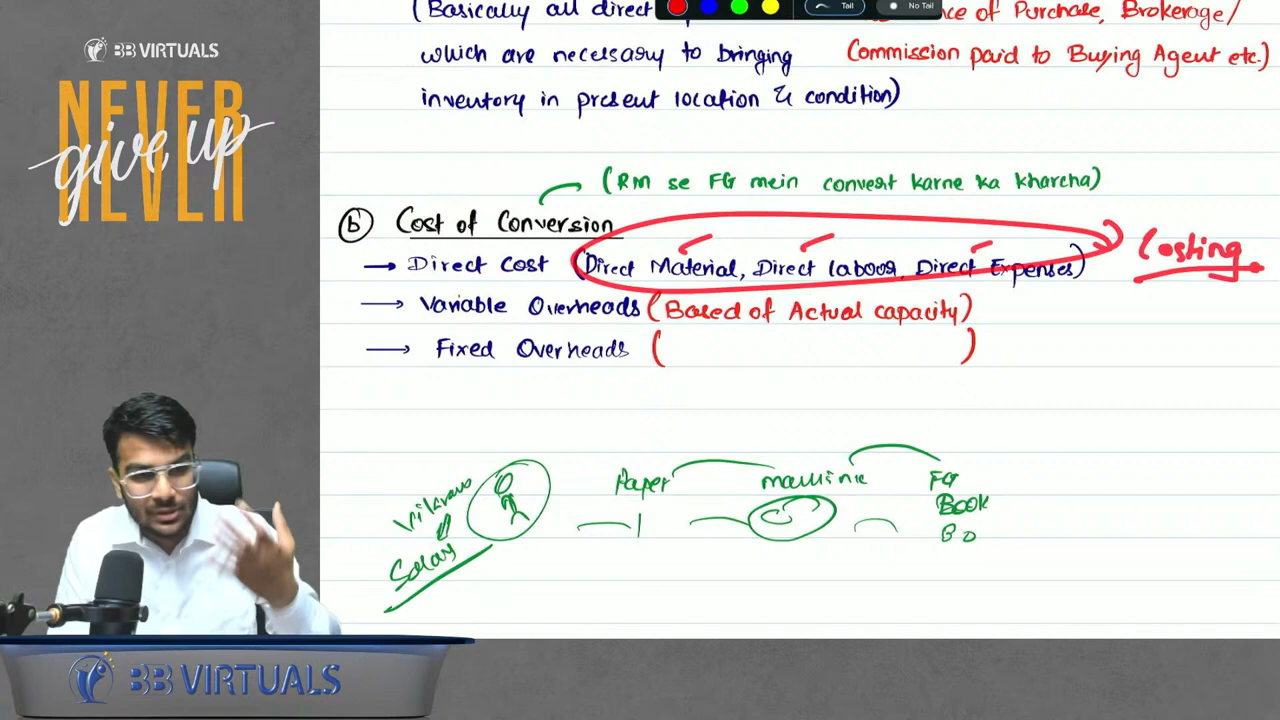 BB VIRTUALS
NEVER
give up
NEVER
(Basically all direct
Tail
No Tail
of Purchase, Brokerage/
which are necessary to bringing
Commission paid to Buying Agent etc.)
inventory in present location & condition)
(RM se FG mein convert karne ka kharcha)
(b) Cost of Conversion
→ Direct Cost (Direct Material, Direct labour, Direct Expenses)
Costing
→ Variable Overheads (Based of Actual capacity)
→ Fixed Overheads ( )
Paper
machine
FG
Book
Salary
BB VIRTUALS